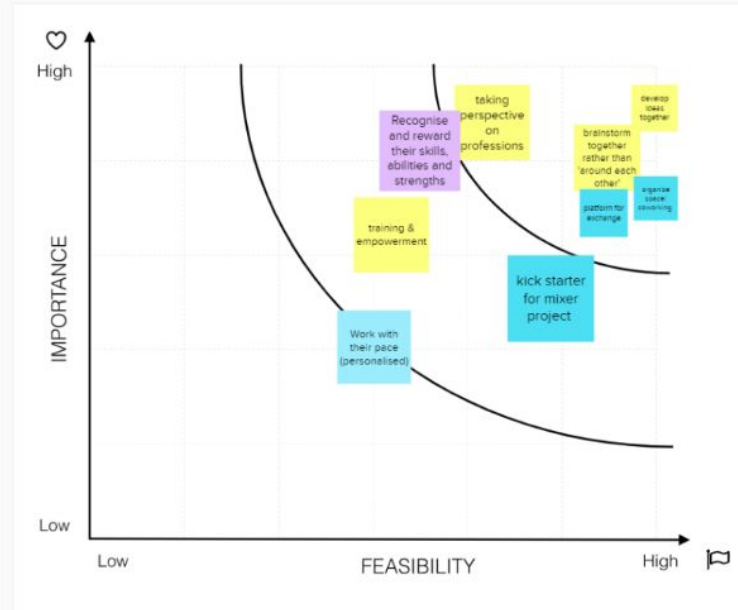 High
taking
perspective
on
professions
develop
ideas
together
Recognise
and reward
their skills,
abilities and
strengths
brainstorm
together
rather than
'around each
other'
organise
space/
coworking
platform for
exchange
training &
empowerment
kick starter
for mixer
project
Work with
their pace
(personalised)
IMPORTANCE
Low
Low
FEASIBILITY
High